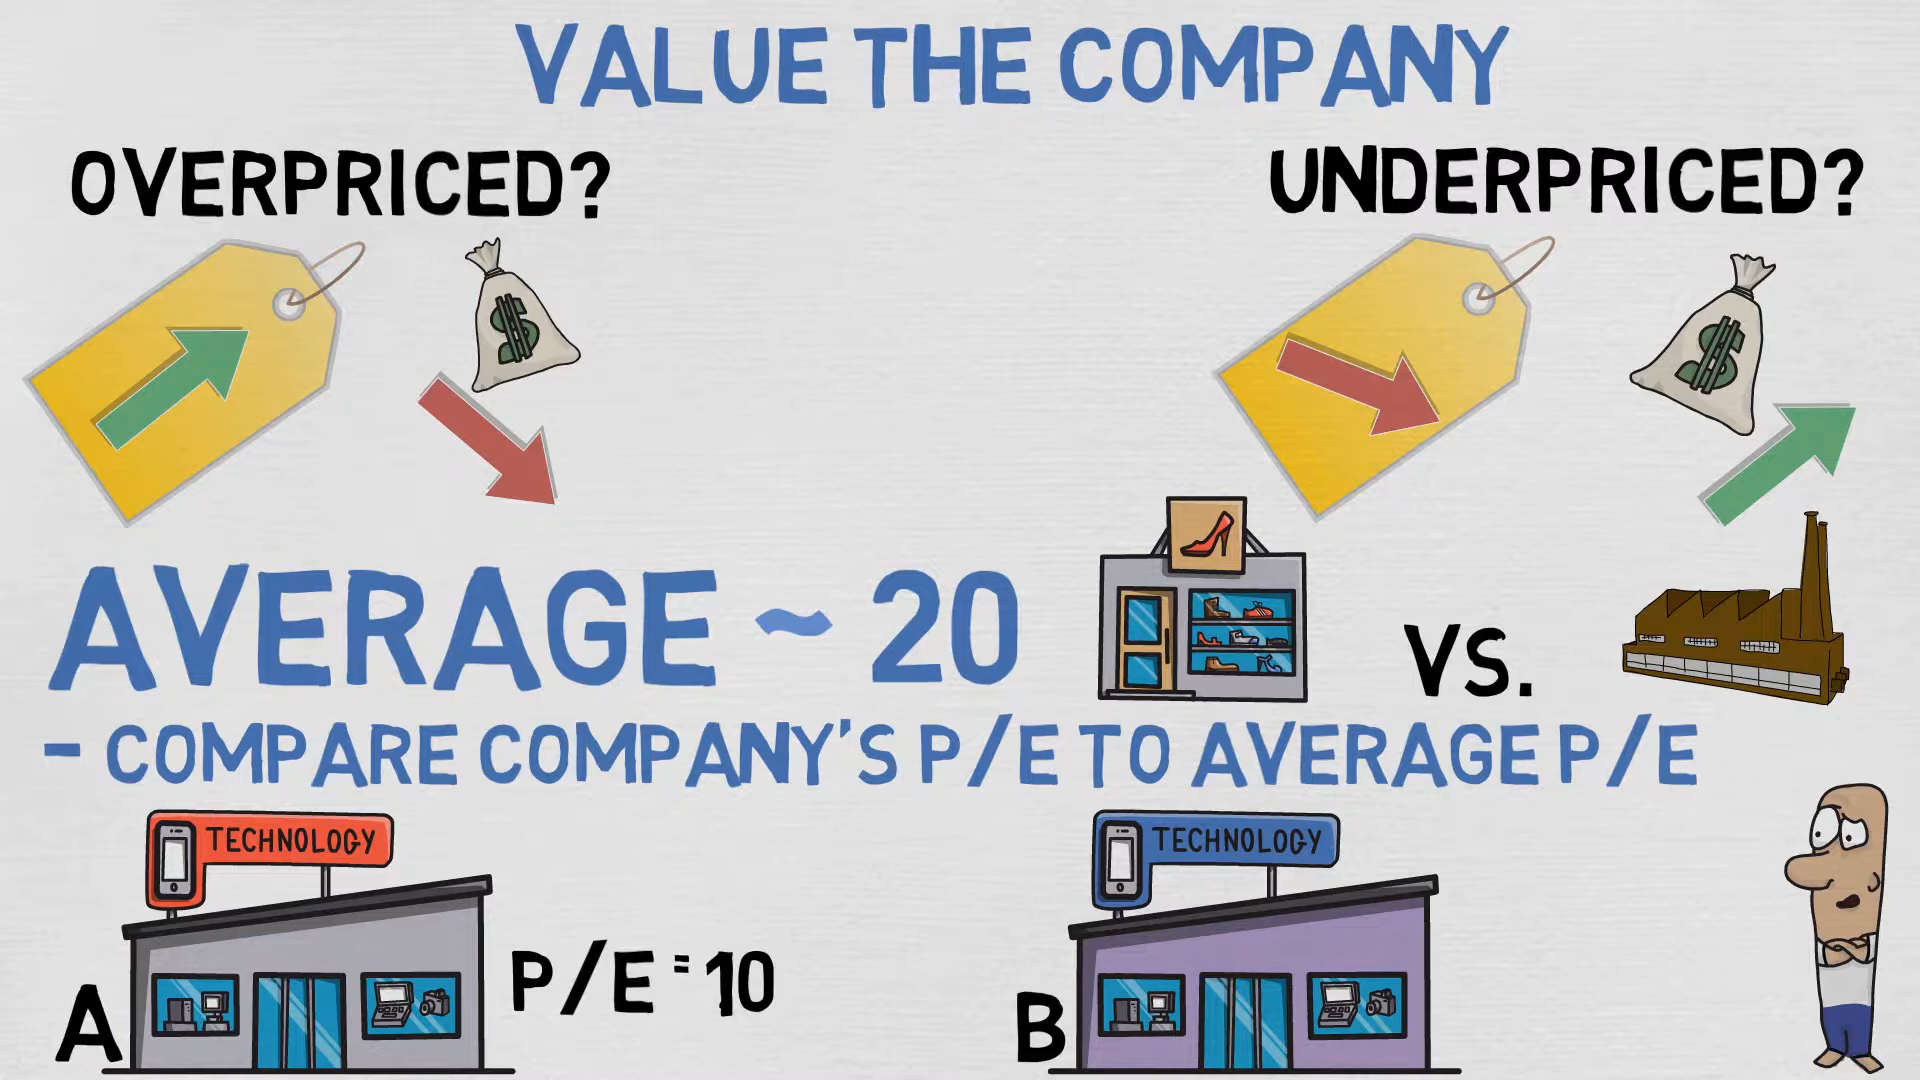 VALUE THE COMPANY
OVERPRICED?
UNDERPRICED?
$
$
AVERAGE ~ 20
VS.
- COMPARE COMPANY'S P/E TO AVERAGE P/E
TECHNOLOGY
TECHNOLOGY
A
P/E = 10
B